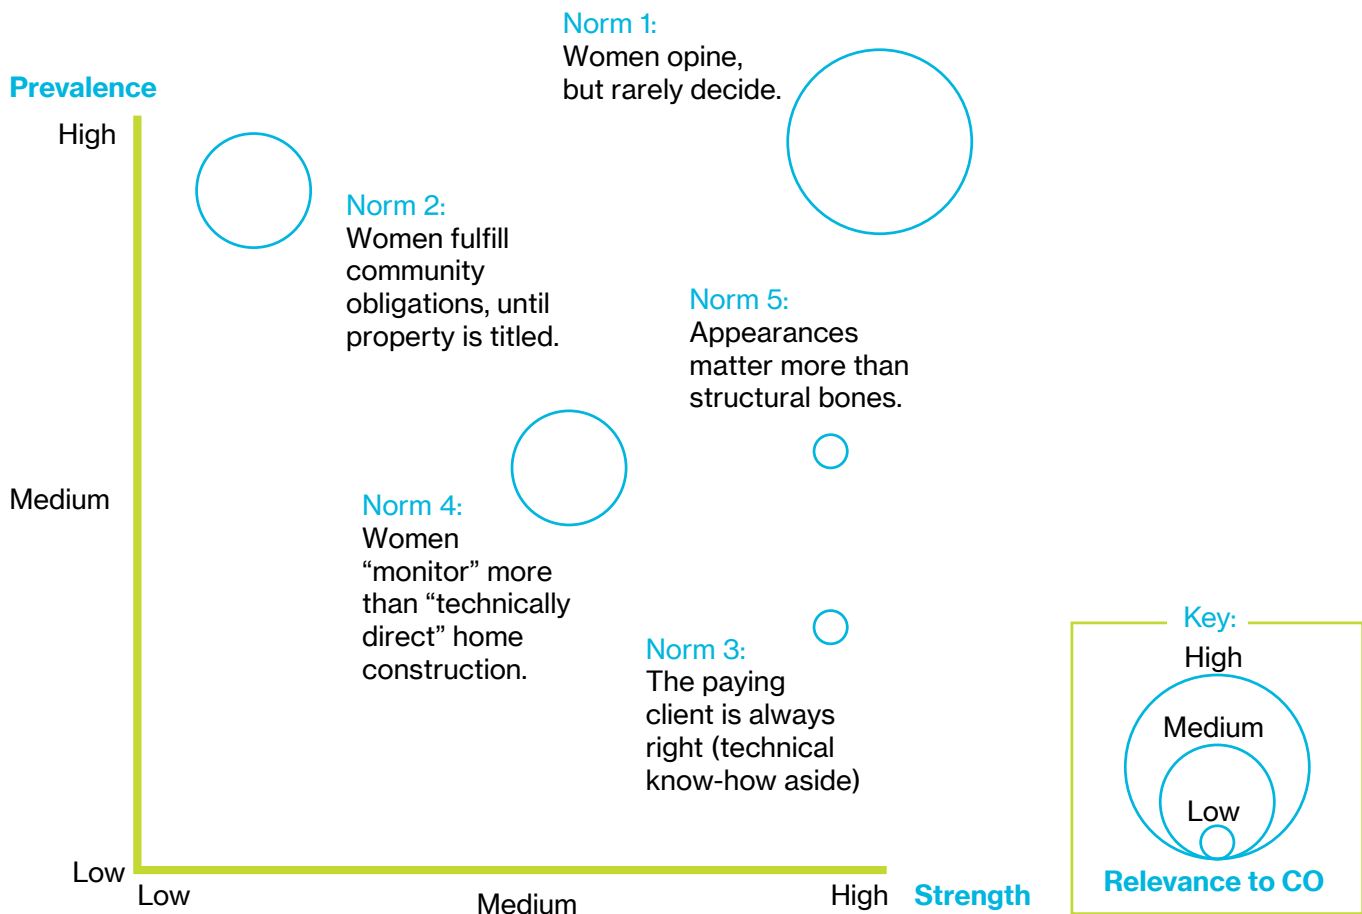 Norm 1:
Women opine,
but rarely decide.
Prevalence
High
Norm 2:
Women fulfill
community
obligations, until
property is titled.
Norm 5:
Appearances
matter more than
structural bones.
Medium
Norm 4:
Women
“monitor” more
than “technically
direct” home
construction.
Norm 3:
The paying
client is always
right (technical
know-how aside)
Key:
High
Medium
Low
Relevance to CO
Low
Low
Medium
High
Strength